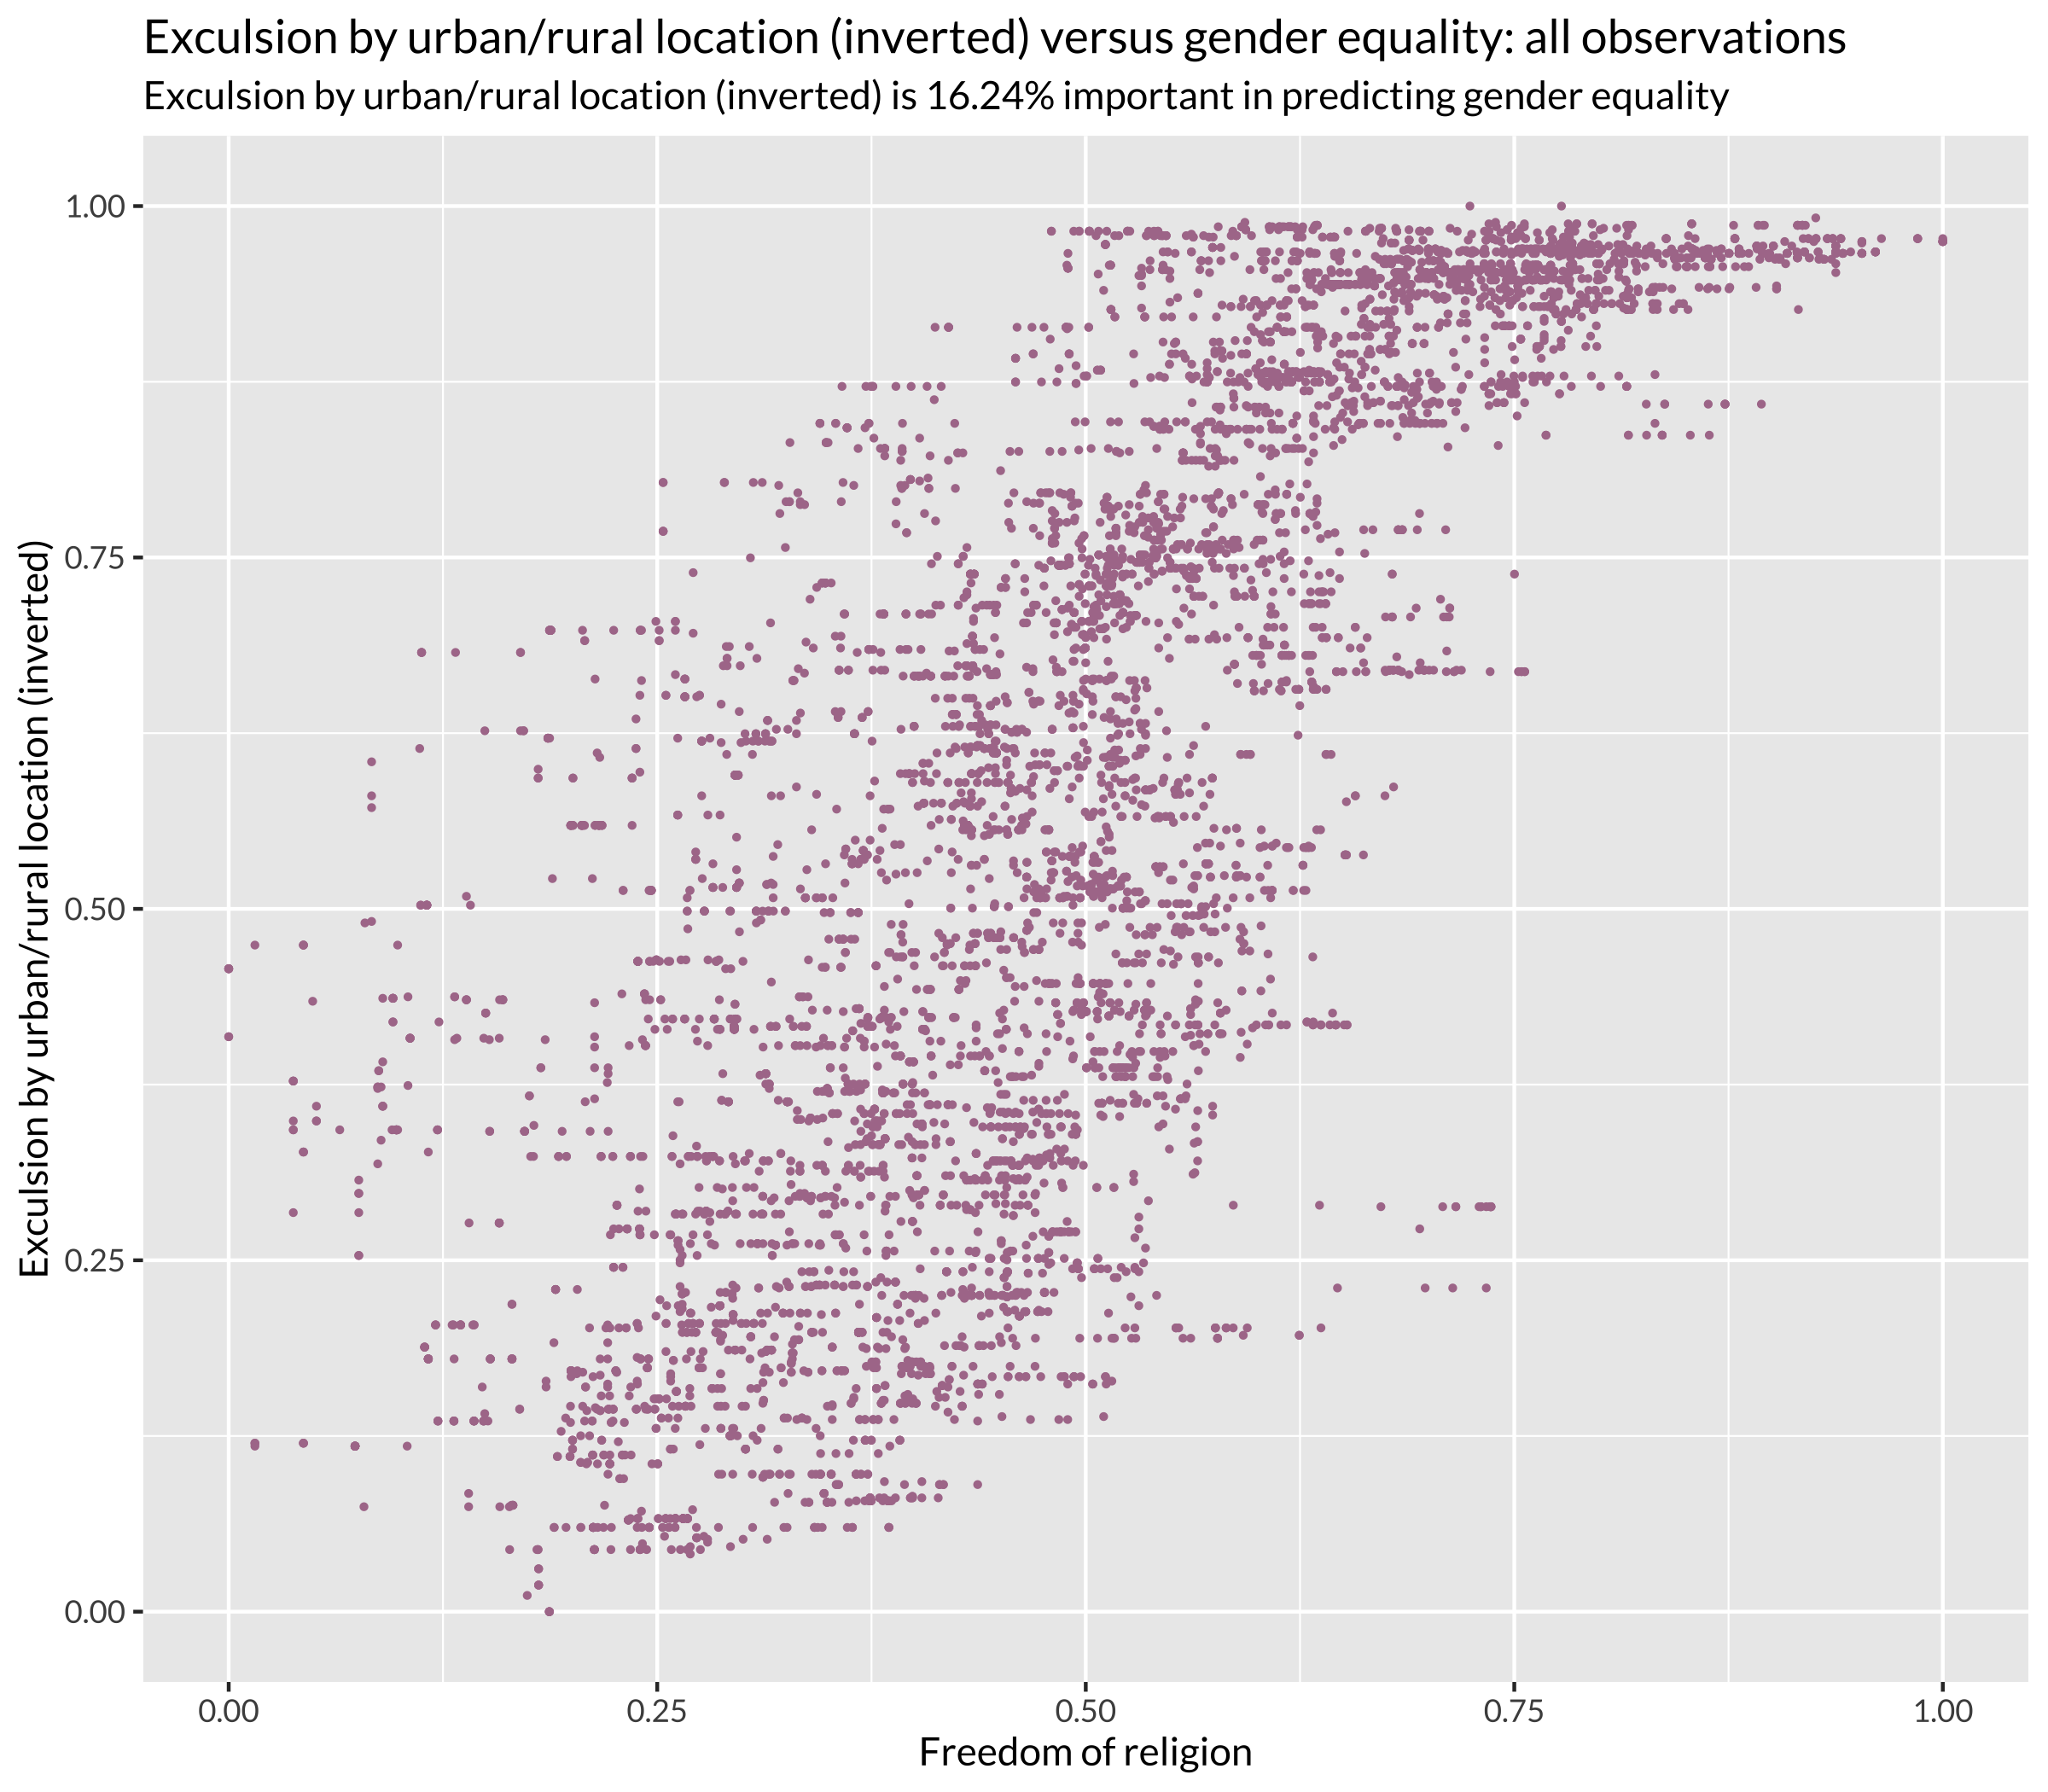 Exculsion by urban/rural location (inverted) versus gender equality: all observations
Exculsion by urban/rural location (inverted) is 16.24% important in predicting gender equality
Exculsion by urban/rural location (inverted)
1.00
0.75
0.50
0.25
0.00
0.00 0.25 0.50 0.75 1.00
Freedom of religion